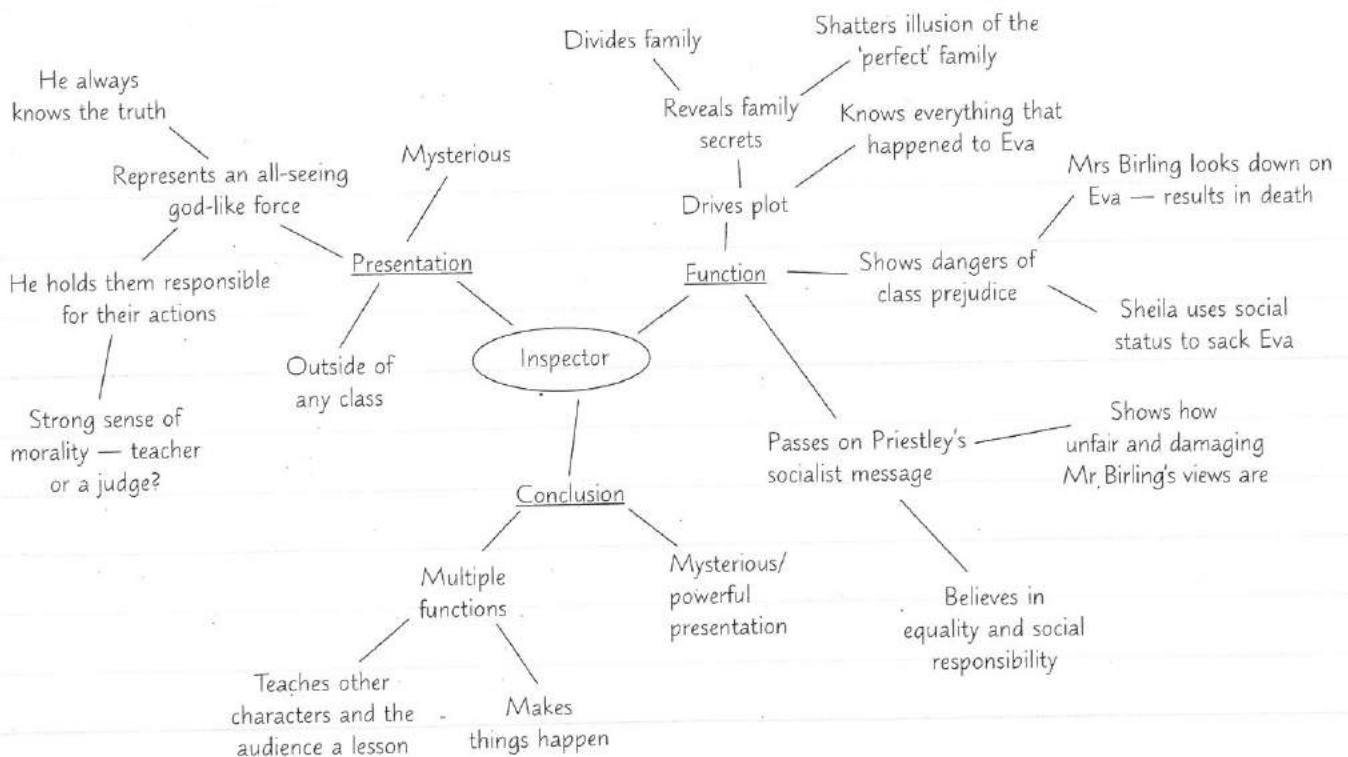 Divides family
Shatters illusion of the
'perfect' family
He always
knows the truth
Reveals family
secrets
Knows everything that
happened to Eva
Mysterious
Represents an all-seeing
god-like force
Mrs Birling looks down on
Eva — results in death
Drives plot
Presentation
Function
Shows dangers of
class prejudice
He holds them responsible
for their actions
Sheila uses social
status to sack Eva
Inspector
Outside of
any class
Strong sense of
morality — teacher
or a judge?
Passes on Priestley's
socialist message
Shows how
unfair and damaging
Mr Birling's views are
Conclusion
Multiple
functions
Mysterious/
powerful
presentation
Believes in
equality and social
responsibility
Teaches other
characters and the
audience a lesson
Makes
things happen